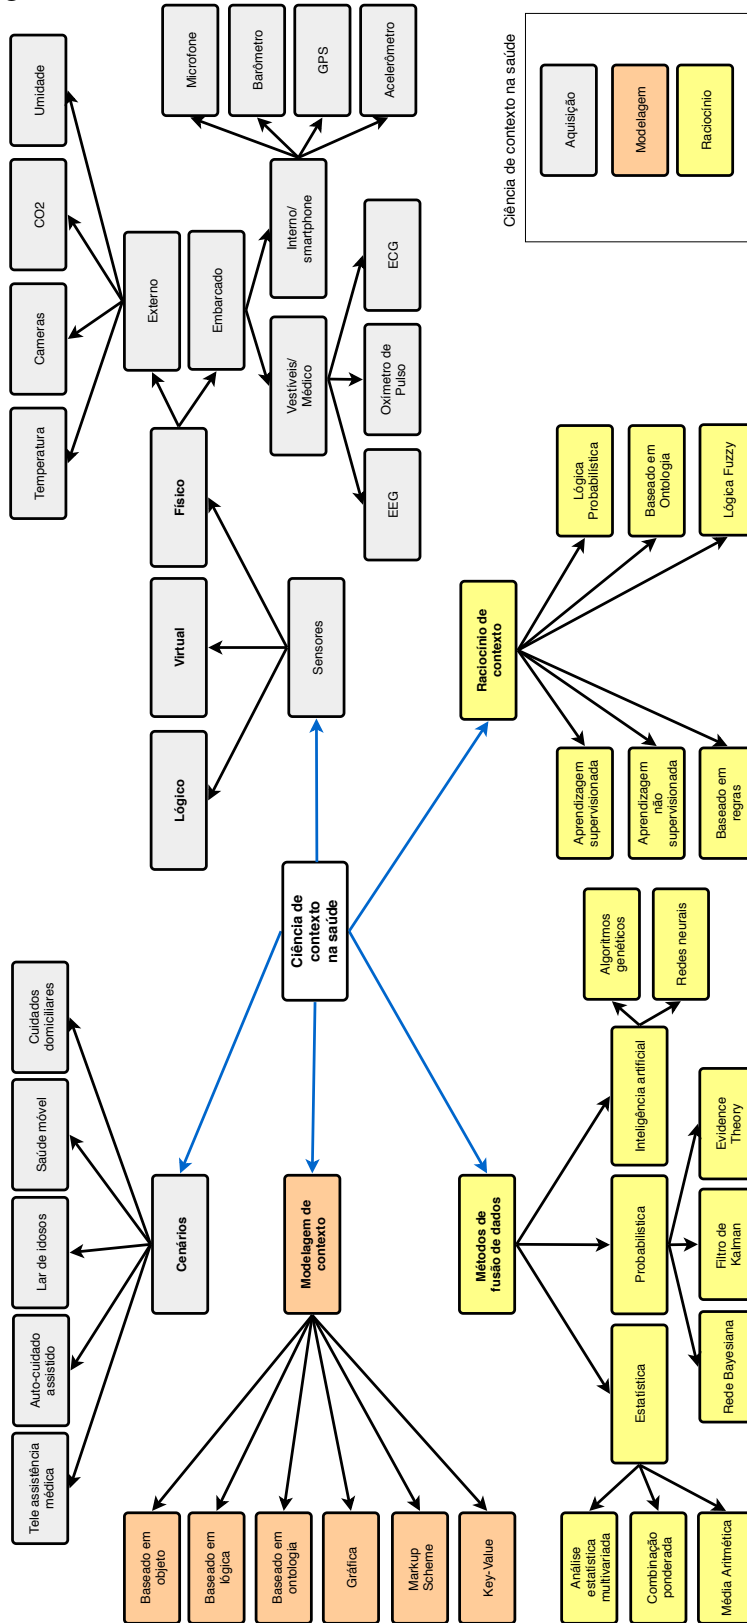 Tele assistência
médica
Auto-cuidado
assistido
Lar de idosos
Saúde móvel
Cuidados
domiciliares
Temperatura
Cameras
CO2
Umidade
Cenários
Lógico
Virtual
Físico
Externo
Embarcado
Microfone
Barômetro
GPS
Acelerômetro
Sensores
Vestíveis/
Médico
Interno/
smartphone
EEG
Oxímetro de
Pulso
ECG
Ciência de
contexto
na saúde
Modelagem de
contexto
Baseado em
objeto
Baseado em
lógica
Baseado em
ontologia
Gráfica
Markup
Scheme
Key-Value
Métodos de
fusão de dados
Estatística
Probabilistica
Inteligência artificial
Análise
estatística
multivariada
Combinação
ponderada
Média Aritmética
Rede Bayesiana
Filtro de
Kalman
Evidence
Theory
Algoritmos
genéticos
Redes neurais
Raciocínio de
contexto
Aprendizagem
supervisionada
Aprendizagem
não
supervisionada
Baseado em
regras
Lógica
Probabilística
Baseado em
Ontologia
Lógica Fuzzy
Ciência de contexto na saúde
Aquisição
Modelagem
Raciocínio